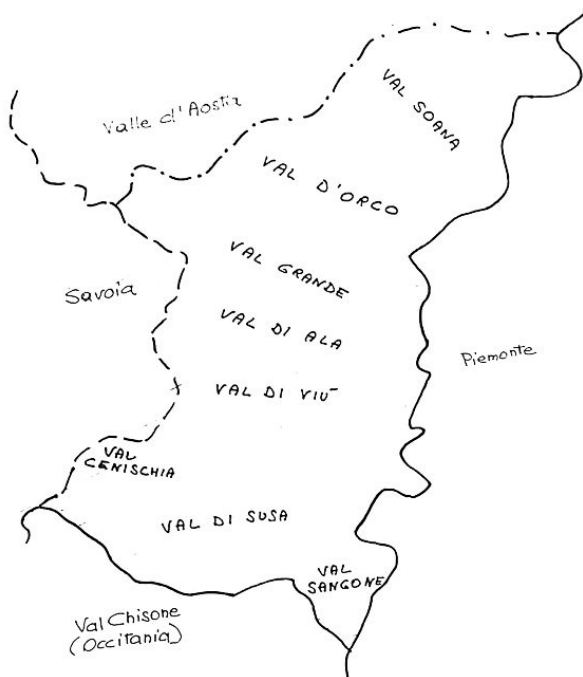 Valle d'Aosta
VAL SOANA
VAL D'ORCO
VAL GRANDE
Savoia
VAL DI ALA
Piemonte
VAL DI VIÙ
VAL
CENISCHIA
VAL DI SUSA
VAL
SANGONE
Val Chisone
(Occitania)